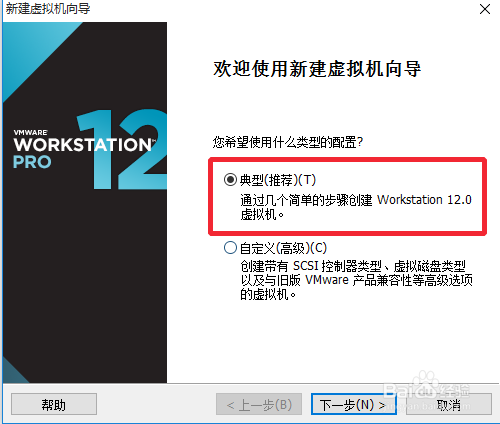 新建虚拟机向导
欢迎使用新建虚拟机向导
VMWARE
WORKSTATION
PRO
12
您希望使用什么类型的配置?
典型(推荐)(T)
通过几个简单的步骤创建 Workstation 12.0
虚拟机。
自定义(高级)(C)
创建带有 SCSI 控制器类型、虚拟磁盘类型
以及与旧版 VMware 产品兼容性等高级选项
的虚拟机。
帮助
< 上一步(B)
下一步(N) >
取消
Baidu 经验